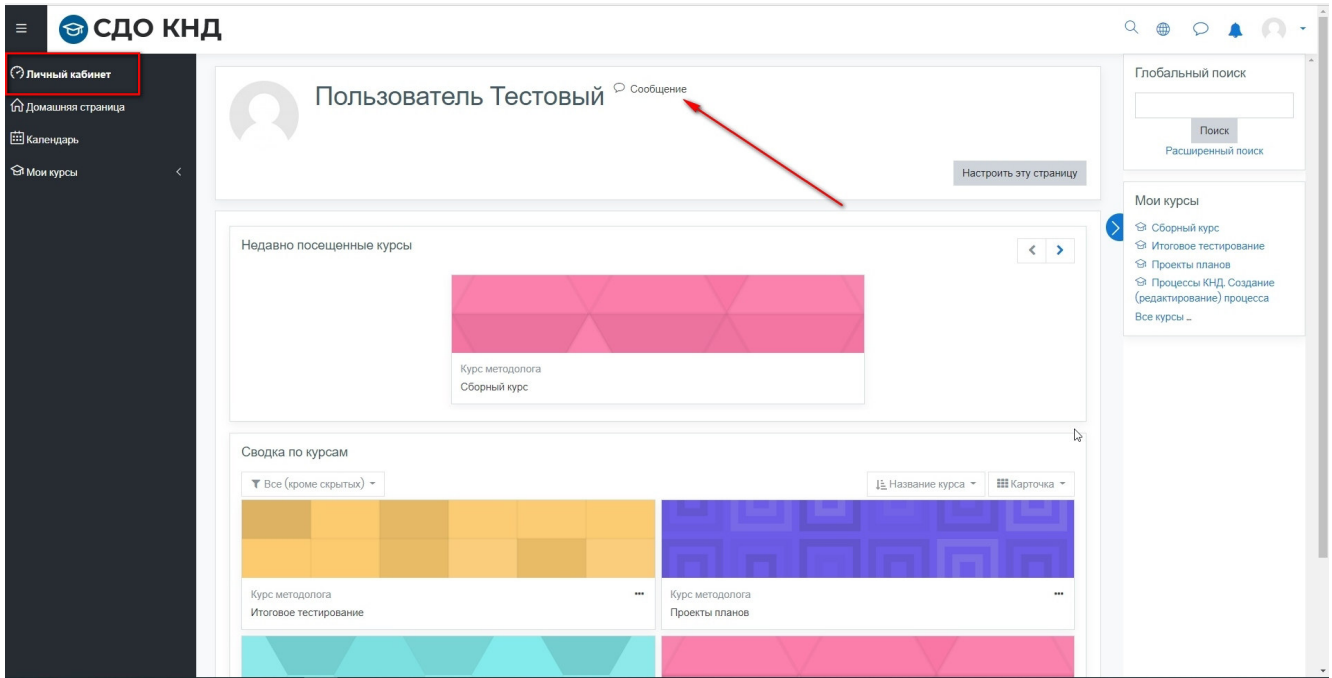 СДО КНД
Личный кабинет
Домашняя страница
Календарь
Мои курсы
Пользователь Тестовый
Сообщение
Настроить эту страницу
Недавно посещенные курсы
Курс методолога
Сборный курс
Сводка по курсам
Все (кроме скрытых)
Название курса
Карточка
Курс методолога
Итоговое тестирование
Курс методолога
Проекты планов
Глобальный поиск
Поиск
Расширенный поиск
Мои курсы
Сборный курс
Итоговое тестирование
Проекты планов
Процессы КНД. Создание
(редактирование) процесса
Все курсы ...